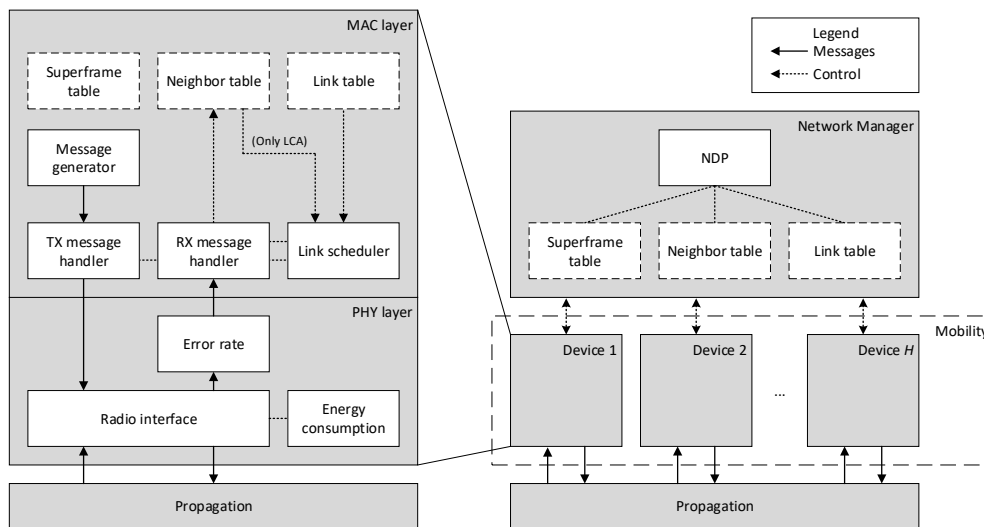 MAC layer
Superframe
table
Neighbor table
Link table
(Only LCA)
Message
generator
TX message
handler
RX message
handler
Link scheduler
PHY layer
Error rate
Radio interface
Energy
consumption
Propagation
Legend
Messages
Control
Network Manager
NDP
Superframe
table
Neighbor table
Link table
Mobility
Device 1
Device 2
...
Device H
Propagation